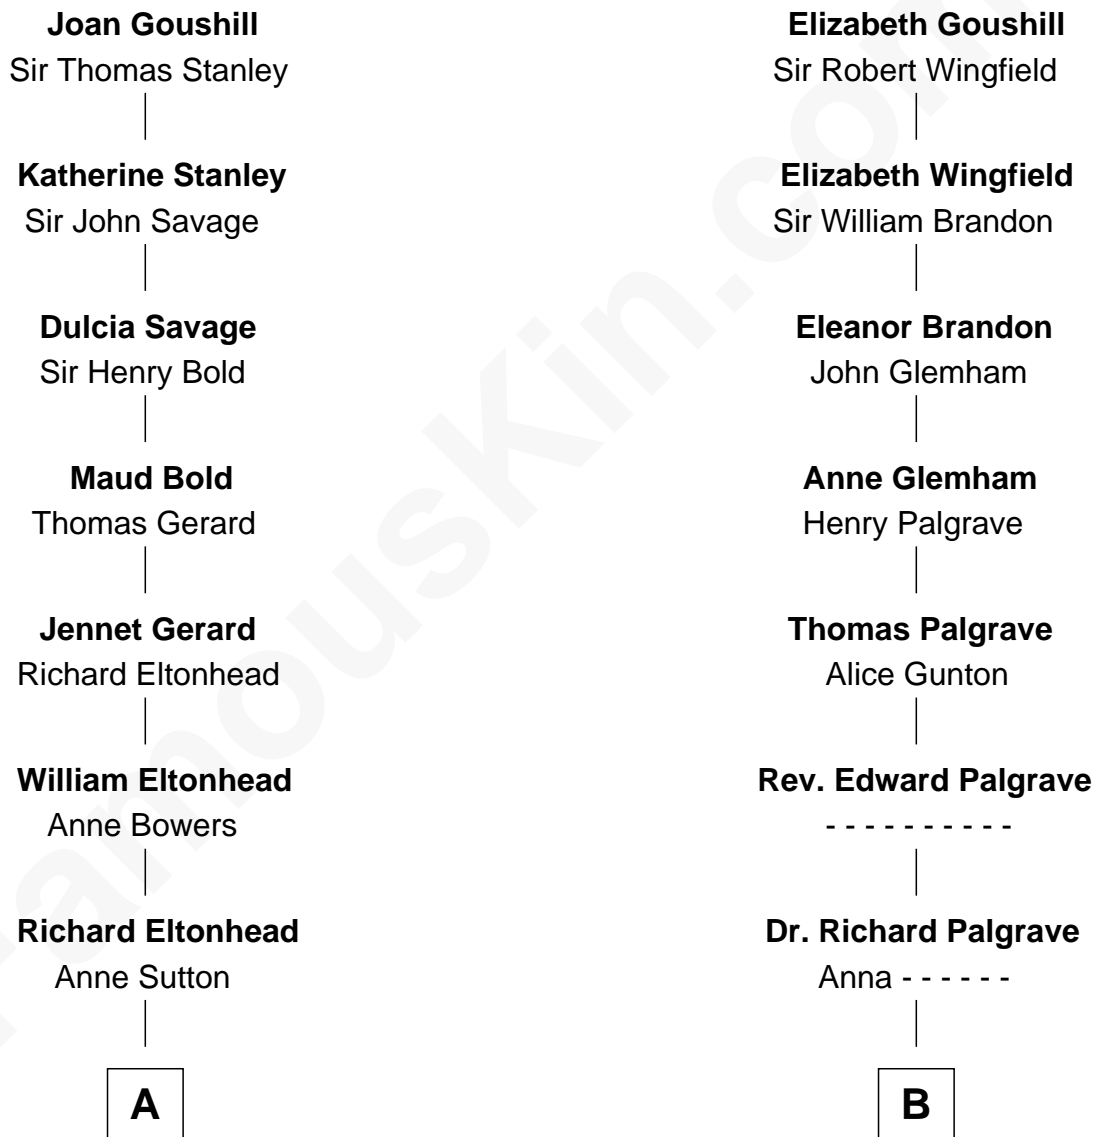 Joan Goushill
Sir Thomas Stanley
Katherine Stanley
Sir John Savage
Dulcia Savage
Sir Henry Bold
Maud Bold
Thomas Gerard
Jennet Gerard
Richard Eltonhead
William Eltonhead
Anne Bowers
Richard Eltonhead
Anne Sutton
A
Elizabeth Goushill
Sir Robert Wingfield
Elizabeth Wingfield
Sir William Brandon
Eleanor Brandon
John Glemham
Anne Glemham
Henry Palgrave
Thomas Palgrave
Alice Gunton
Rev. Edward Palgrave
- - - - - - - - - -
Dr. Richard Palgrave
Anna - - - - - -
B
FamousKin.com